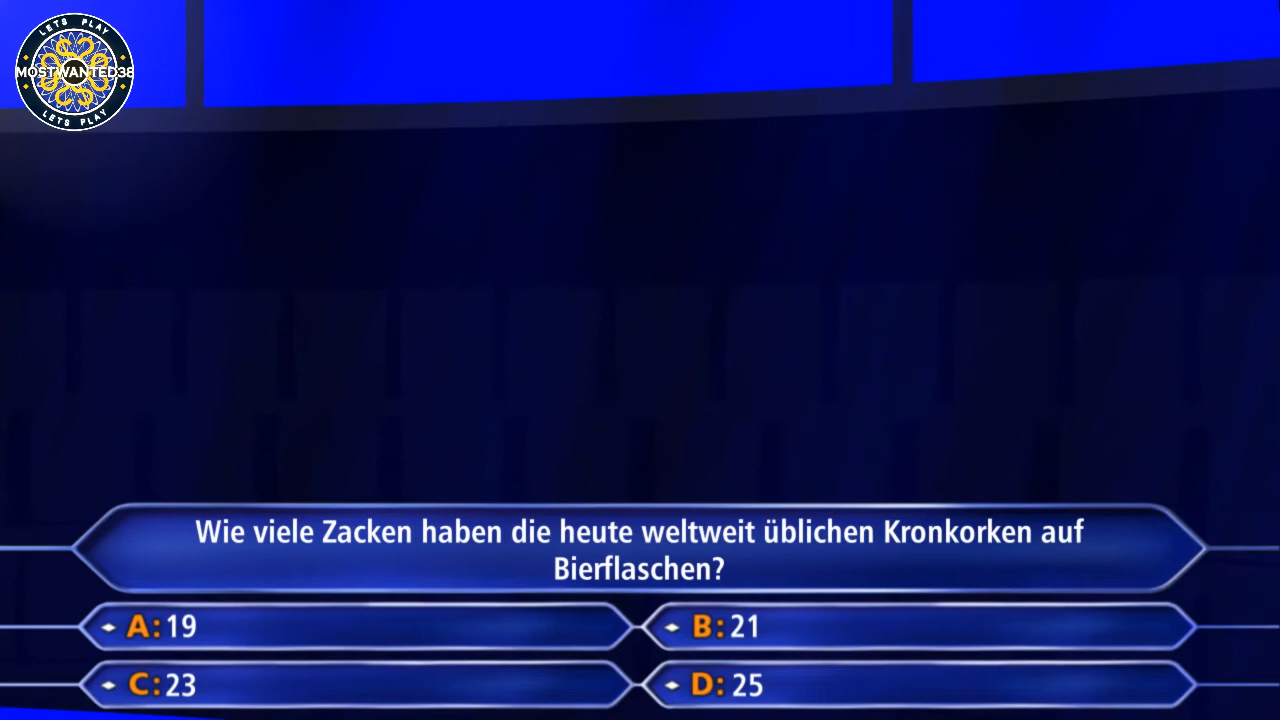 LETS PLAY
MOSTWANTED38
LETS PLAY
Wie viele Zacken haben die heute weltweit üblichen Kronkorken auf
Bierflaschen?
A: 19
B: 21
C: 23
D: 25